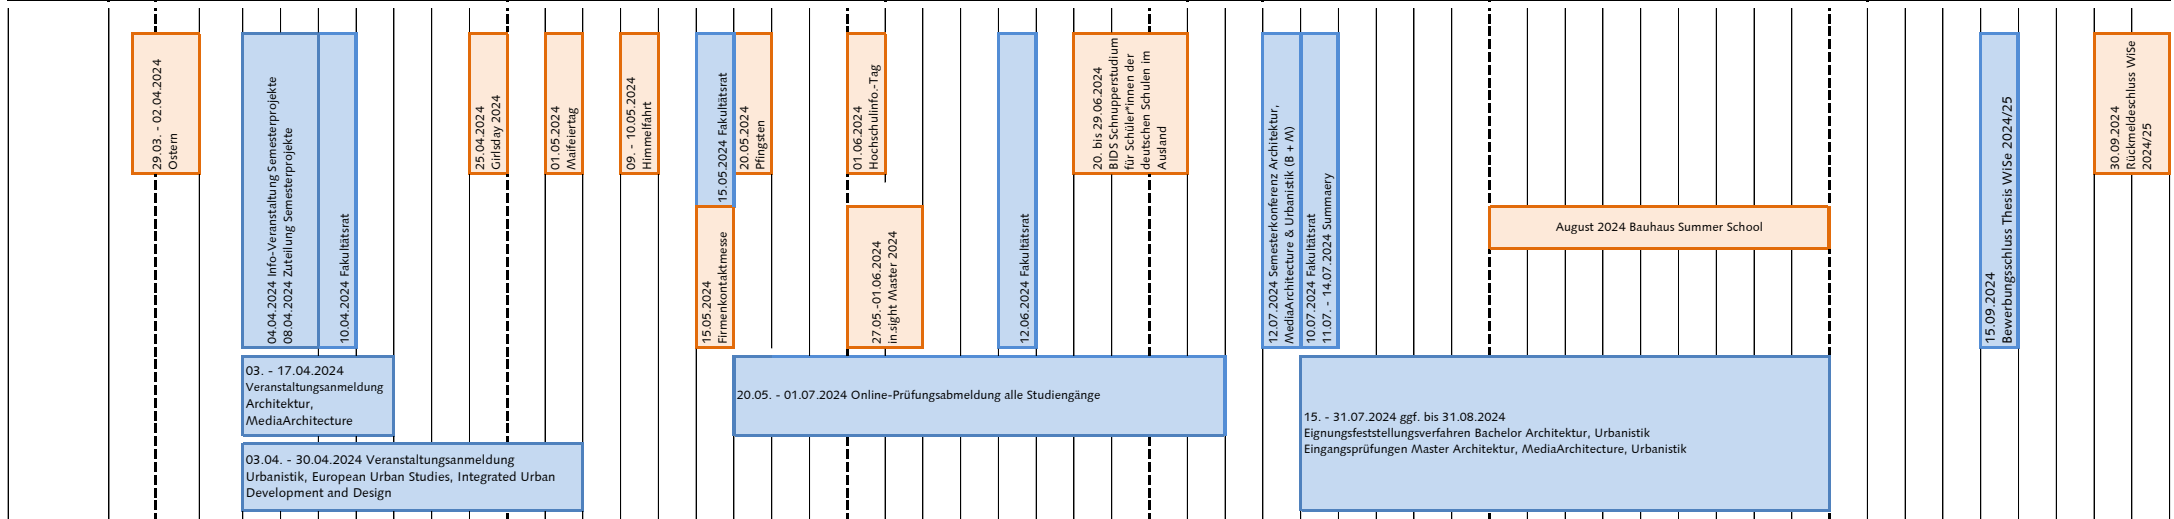 29.03. - 02.04.2024
Ostern
04.04.2024 Info-Veranstaltung Semesterprojekte
08.04.2024 Zuteilung Semesterprojekte
10.04.2024 Fakultätsrat
25.04.2024
Girlsday 2024
01.05.2024
Maifeiertag
09. - 10.05.2024
Himmelfahrt
15.05.2024 Fakultätsrat
20.05.2024
Pfingsten
01.06.2024
Hochschulinfo.-Tag
20. bis 29.06.2024
BIDS Schnupperstudium
für Schüler*innen der
deutschen Schulen im
Ausland
12.07.2024 Semesterkonferenz Architektur,
MediaArchitecture & Urbanistik (B + M)
10.07.2024 Fakultätsrat
11.07. - 14.07.2024 Summaery
15.09.2024
Bewerbungsschluss Thesis WiSe 2024/25
30.09.2024
Rückmeldeschluss WiSe
2024/25
15.05.2024
Firmenkontaktmesse
27.05.-01.06.2024
in.sight Master 2024
12.06.2024 Fakultätsrat
August 2024 Bauhaus Summer School
03. - 17.04.2024
Veranstaltungsanmeldung
Architektur,
MediaArchitecture
20.05. - 01.07.2024 Online-Prüfungsabmeldung alle Studiengänge
15. - 31.07.2024 ggf. bis 31.08.2024
Eignungsfeststellungsverfahren Bachelor Architektur, Urbanistik
Eingangsprüfungen Master Architektur, MediaArchitecture, Urbanistik
03.04. - 30.04.2024 Veranstaltungsanmeldung
Urbanistik, European Urban Studies, Integrated Urban
Development and Design